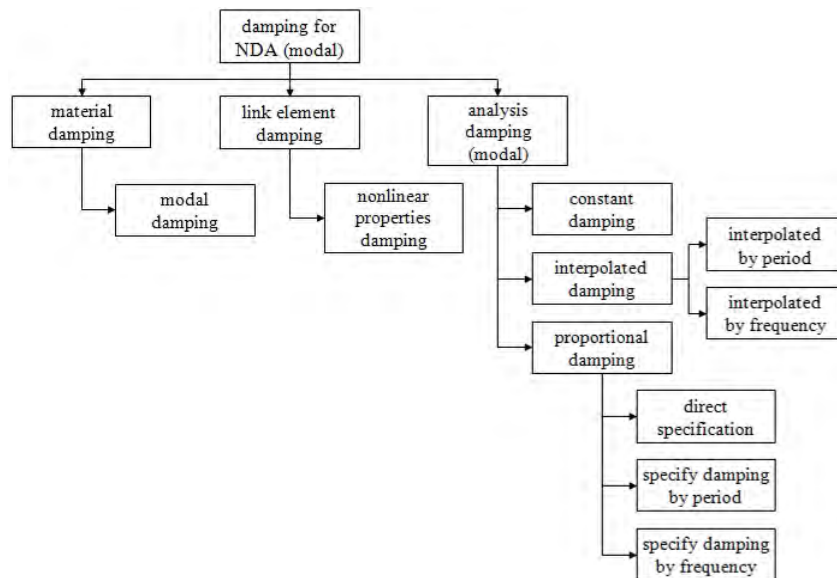 damping for
NDA (modal)
material
damping
link element
damping
analysis
damping
(modal)
modal
damping
nonlinear
properties
damping
constant
damping
interpolated
damping
interpolated
by period
interpolated
by frequency
proportional
damping
direct
specification
specify damping
by period
specify damping
by frequency